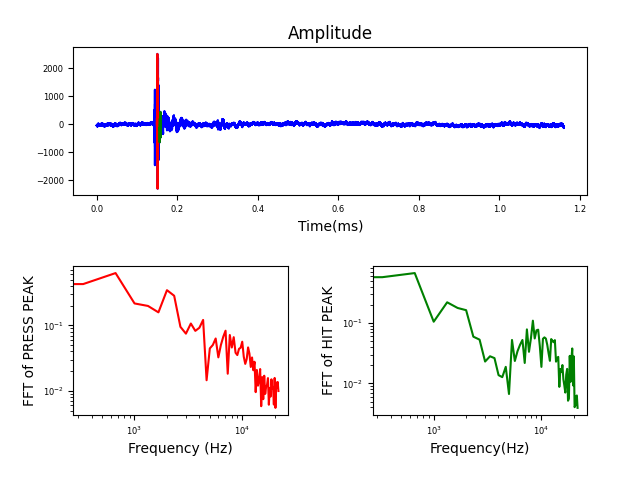 Amplitude
2000
1000
0
−1000
−2000
0.0 0.2 0.4 0.6 0.8 1.0 1.2
Time(ms)
FFT of PRESS PEAK
10⁻¹
10⁻²
10³ 10⁴
Frequency (Hz)
FFT of HIT PEAK
10⁻¹
10⁻²
10³ 10⁴
Frequency(Hz)